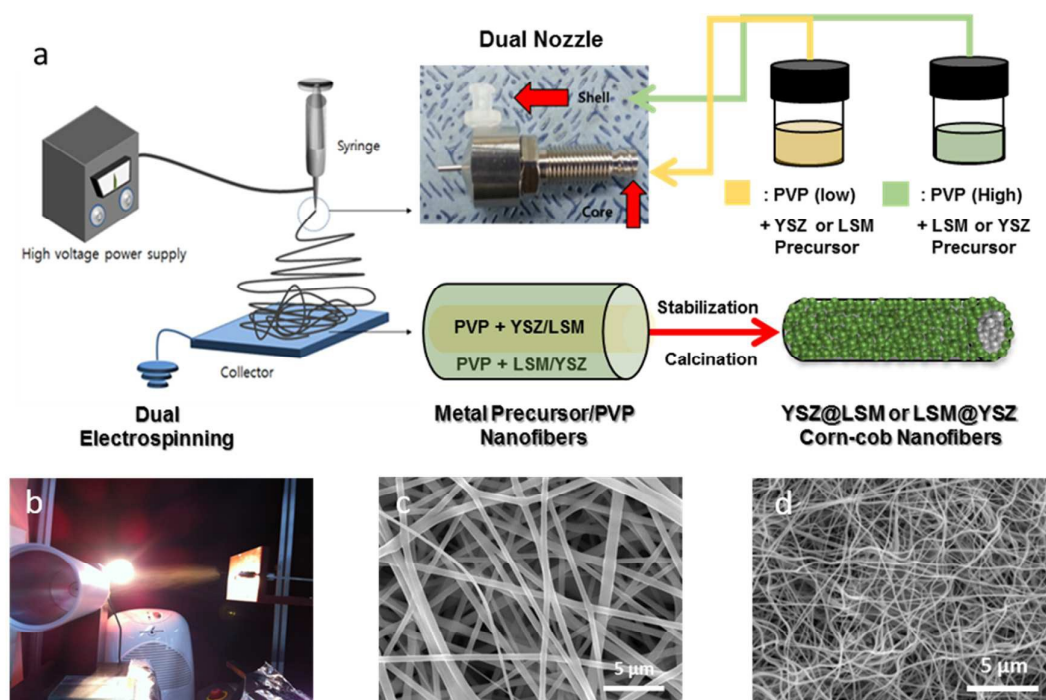 a
Dual Nozzle
Shell
Core
Syringe
High voltage power supply
Collector
Dual
Electrospinning
: PVP (low)
+ YSZ or LSM
Precursor
: PVP (High)
+ LSM or YSZ
Precursor
PVP + YSZ/LSM
PVP + LSM/YSZ
Metal Precursor/PVP
Nanofibers
Stabilization
Calcination
YSZ@LSM or LSM@YSZ
Corn-cob Nanofibers
b
c
5 μm
d
5 μm